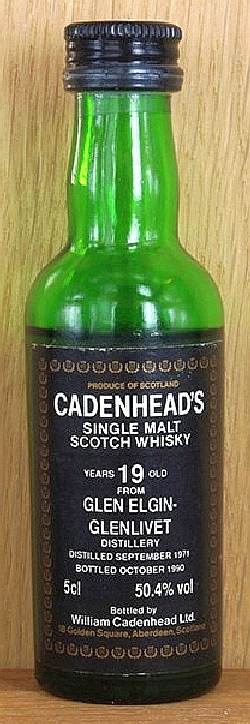 PRODUCE OF SCOTLAND
CADENHEAD'S
SINGLE MALT
SCOTCH WHISKY
YEARS 19 OLD
FROM
GLEN ELGIN-
GLENLIVET
DISTILLERY
DISTILLED SEPTEMBER 1971
BOTTLED OCTOBER 1990
5cl 50.4% vol
Bottled by
William Cadenhead Ltd.
18 Golden Square, Aberdeen, Scotland